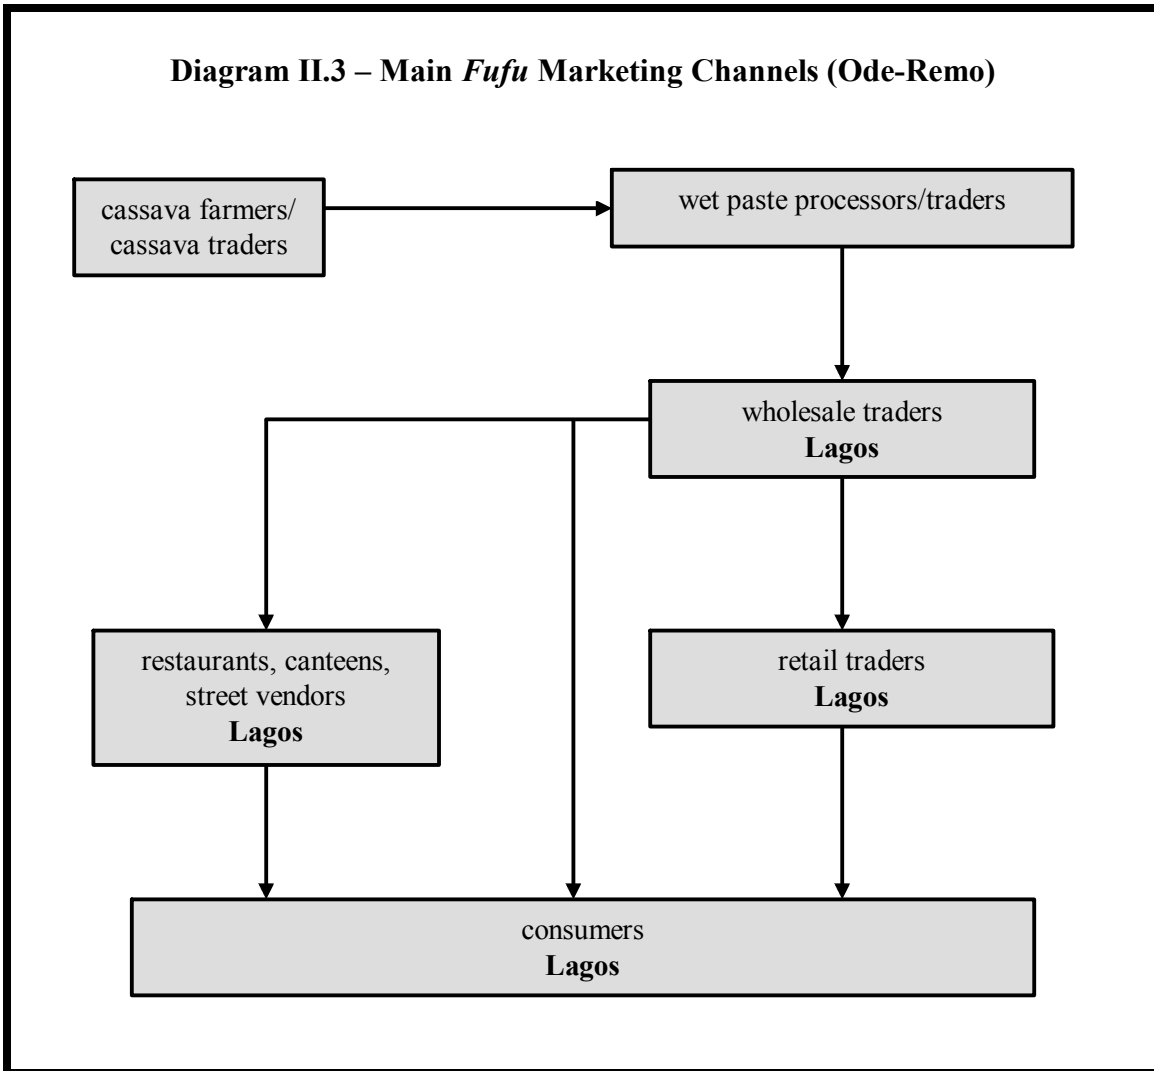 Diagram II.3 – Main Fufu Marketing Channels (Ode-Remo)
cassava farmers/
cassava traders
wet paste processors/traders
wholesale traders
Lagos
restaurants, canteens,
street vendors
Lagos
retail traders
Lagos
consumers
Lagos